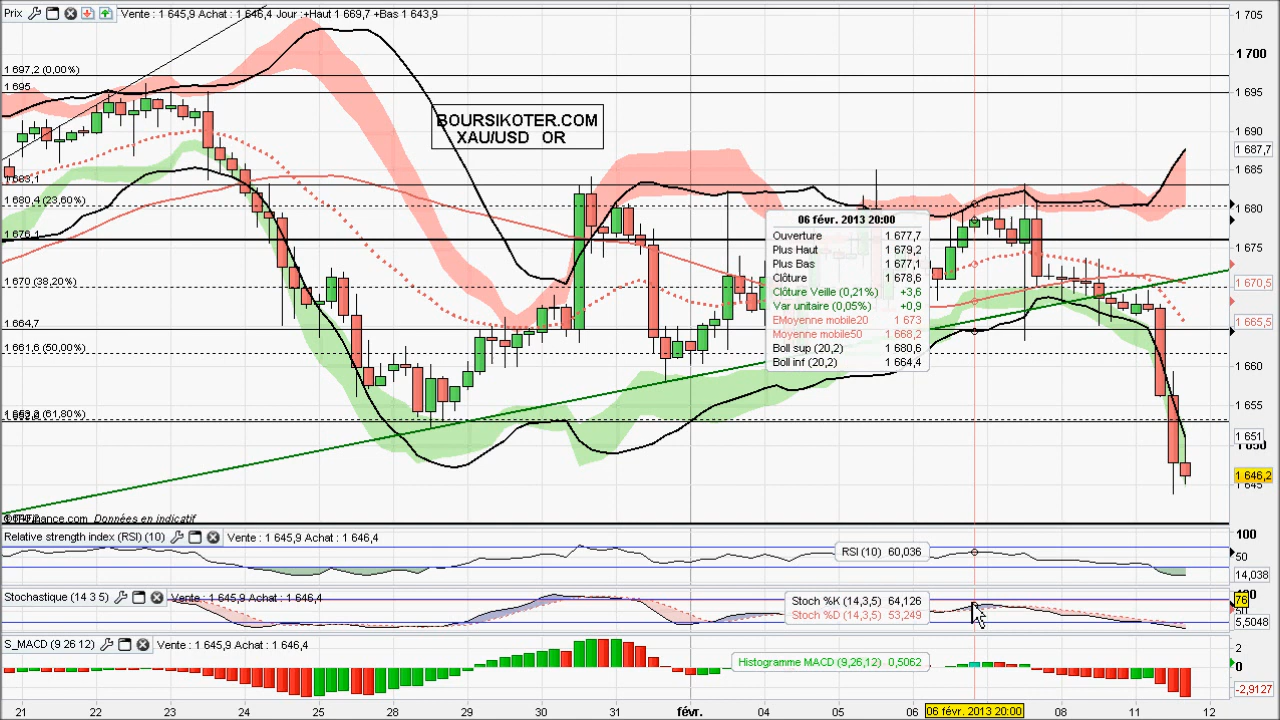 Prix Vente : 1 645,9 Achat : 1 646,4 Jour :+Haut 1 669,7 +Bas 1 643,9
1 705
1 700
1 697,2 (0,00%)
1 695
1 695
BOURSIKOTER.COM
XAU/USD OR
1 690
1 687,7
1 685
1 683,1
1 680,4 (23,60%)
1 680
06 févr. 2013 20:00
Ouverture 1 677,7
1 676,1
Plus Haut 1 679,2
1 675
Plus Bas 1 677,1
Clôture 1 678,6
1 670 (38,20%)
1 670,5
Clôture Veille (0,21%) +3,6
Var unitaire (0,05%) +0,9
EMoyenne mobile20 1 673
1 664,7
1 665,5
Moyenne mobile50 1 668,2
1 661,6 (50,00%)
Boll sup (20,2) 1 680,6
Boll inf (20,2) 1 664,4
1 660
1 655
(61,80%)
1 651
1 650
1 646,2
1 645
Données en indicatif
Relative strength index (RSI) (10) Vente : 1 645,9 Achat : 1 646,4
100
RSI (10) 60,036
50
14,036
Stochastique (14 3 5) Vente : 1 645,9 Achat : 1 646,4
Stoch %K (14,3,5) 64,126
76
Stoch %D (14,3,5) 53,249
5,5048
S_MACD (9 26 12) Vente : 1 645,9 Achat : 1 646,4
2
Histogramme MACD (9,26,12) 0,5062
0
-2,9127
21 22 23 24 25 28 29 30 31 févr. 04 05 06 06 févr. 2013 20:00 07 08 11 12